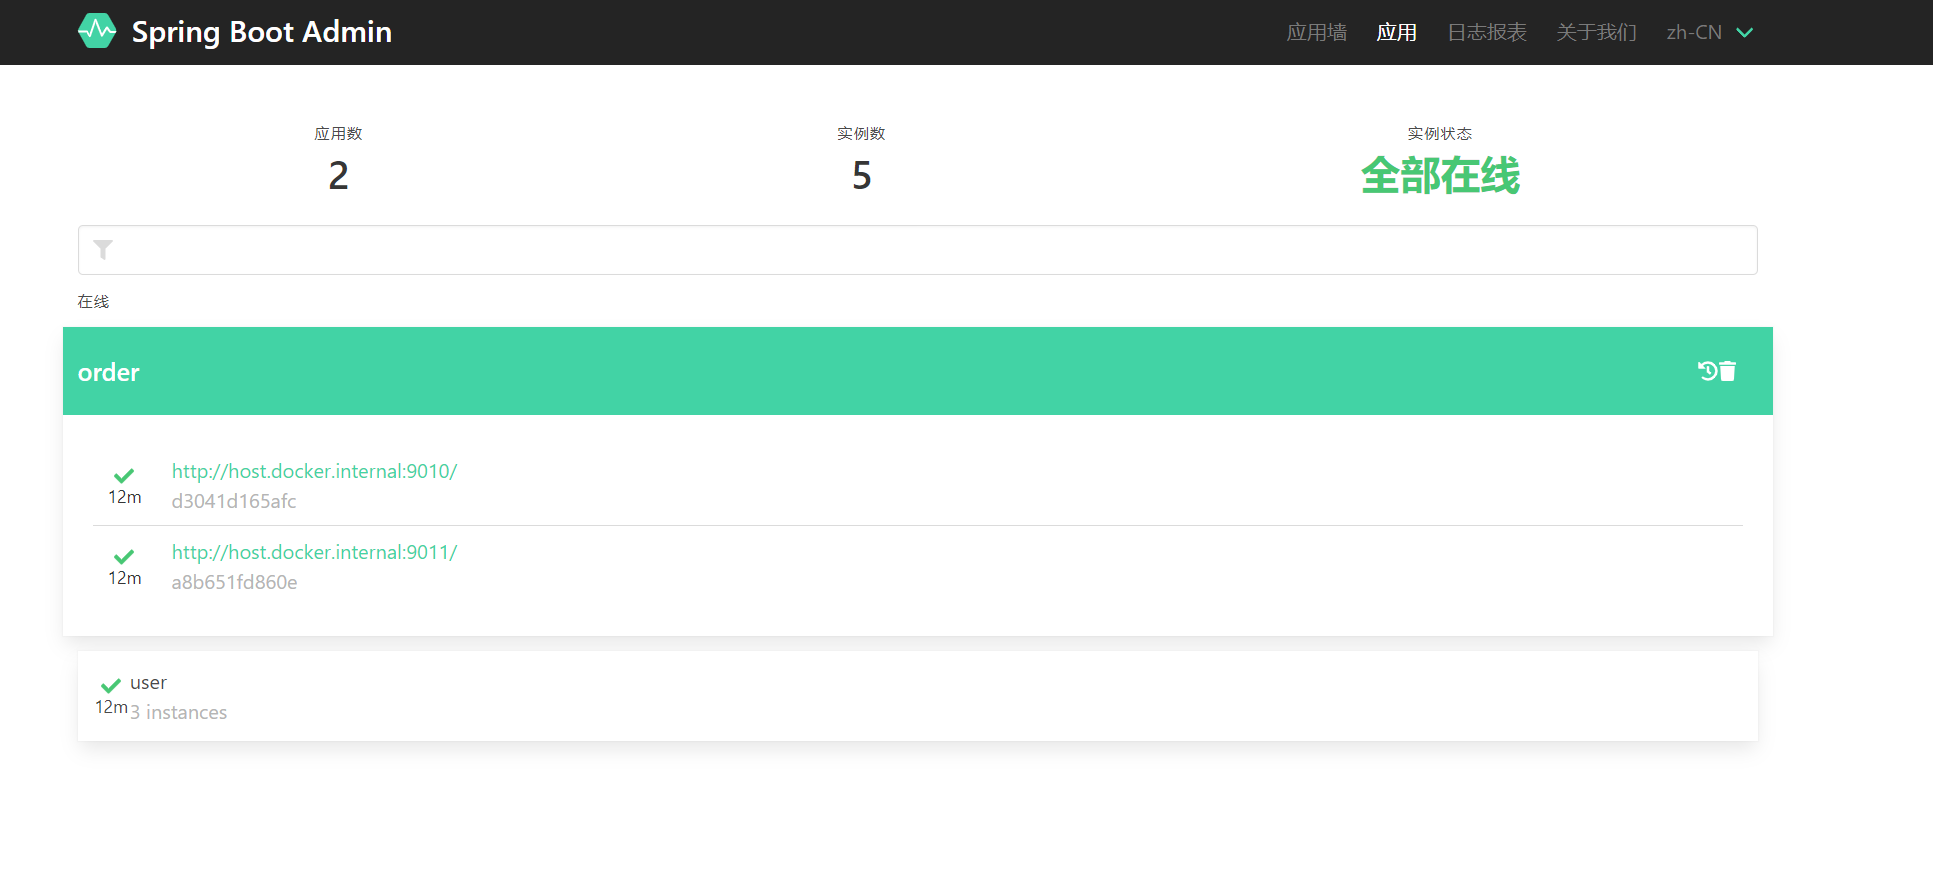 Spring Boot Admin
应用墙 应用 日志报表 关于我们 zh-CN
应用数 实例数 实例状态
2 5 全部在线
在线
order
http://host.docker.internal:9010/
12m d3041d165afc
http://host.docker.internal:9011/
12m a8b651fd860e
user
12m 3 instances